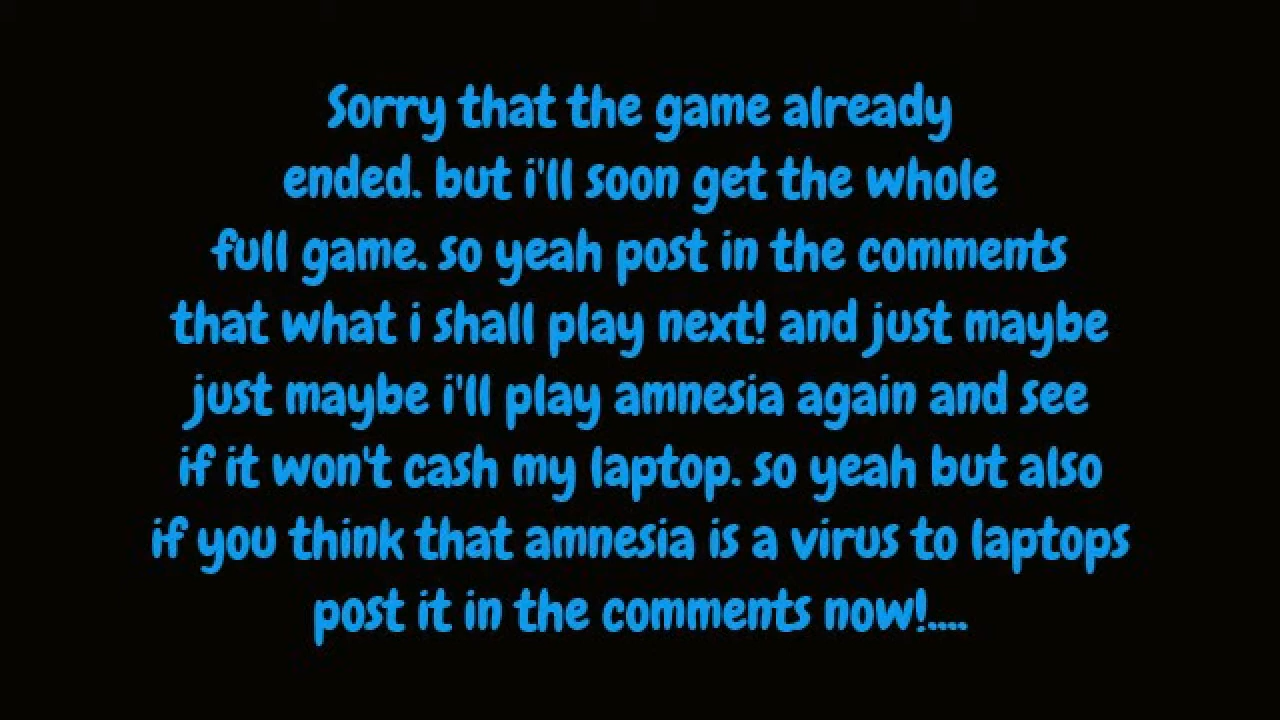 Sorry that the game already
ended. but i'll soon get the whole
full game. so yeah post in the comments
that what i shall play next! and just maybe
just maybe i'll play amnesia again and see
if it won't cash my laptop. so yeah but also
if you think that amnesia is a virus to laptops
post it in the comments now!....